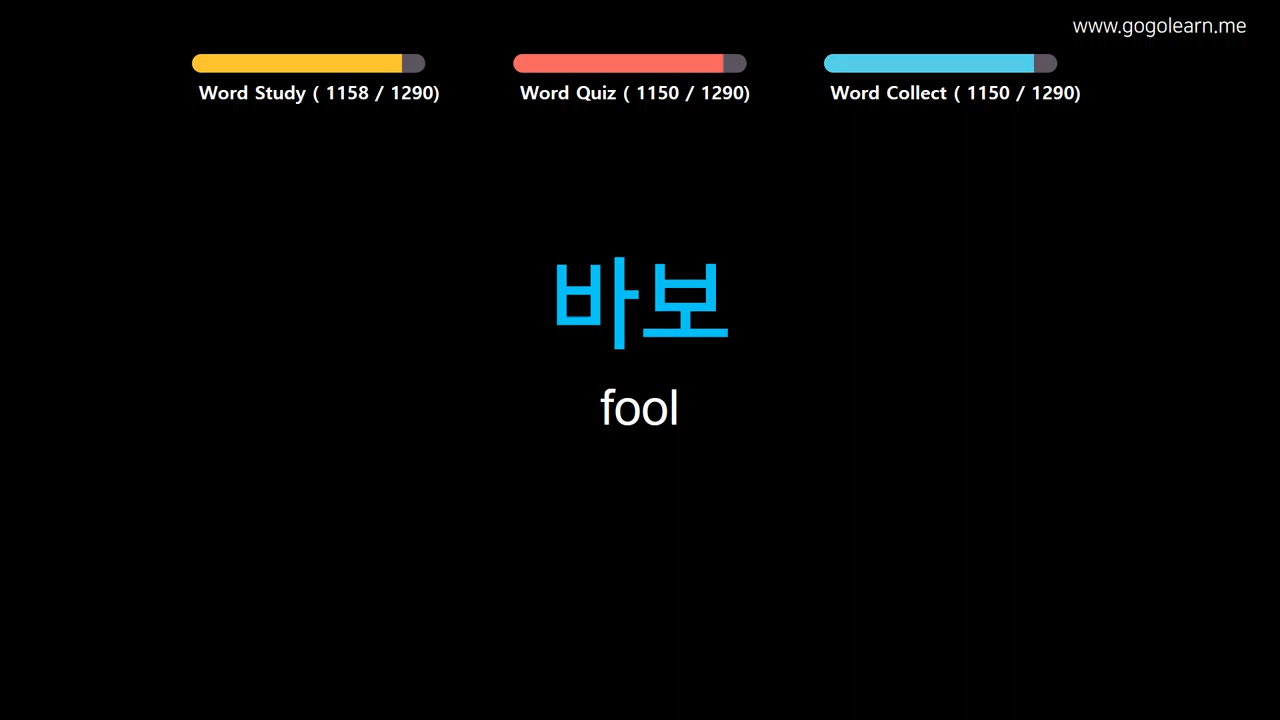 www.gogolearn.me
Word Study ( 1158 / 1290)
Word Quiz ( 1150 / 1290)
Word Collect ( 1150 / 1290)
바보
fool